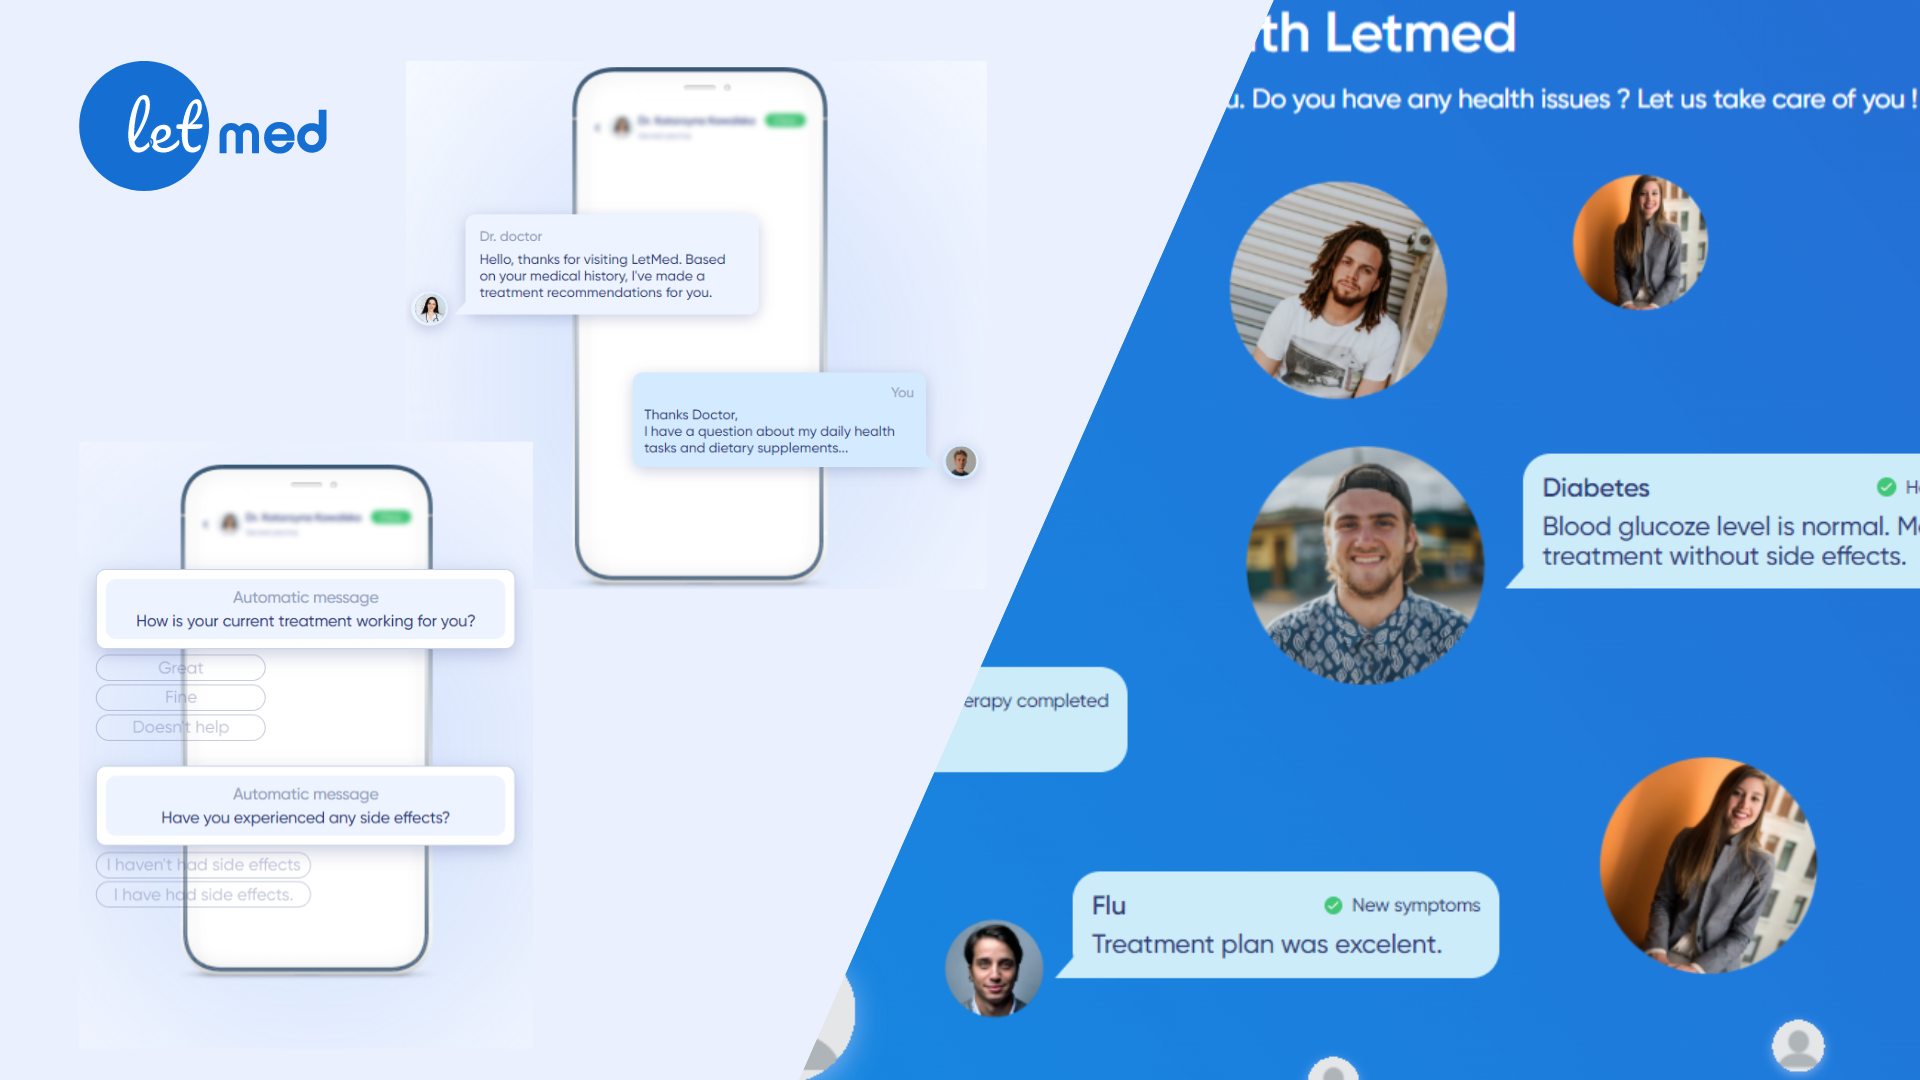 let med
Dr. doctor
Hello, thanks for visiting LetMed. Based
on your medical history, I've made a
treatment recommendations for you.
You
Thanks Doctor,
I have a question about my daily health
tasks and dietary supplements...
Automatic message
How is your current treatment working for you?
Great
Fine
Doesn't help
Automatic message
Have you experienced any side effects?
I haven't had side effects
I have had side effects.
th Letmed
u. Do you have any health issues ? Let us take care of you !
Diabetes
Blood glucoze level is normal.
treatment without side effects.
erapy completed
Flu
New symptoms
Treatment plan was excelent.